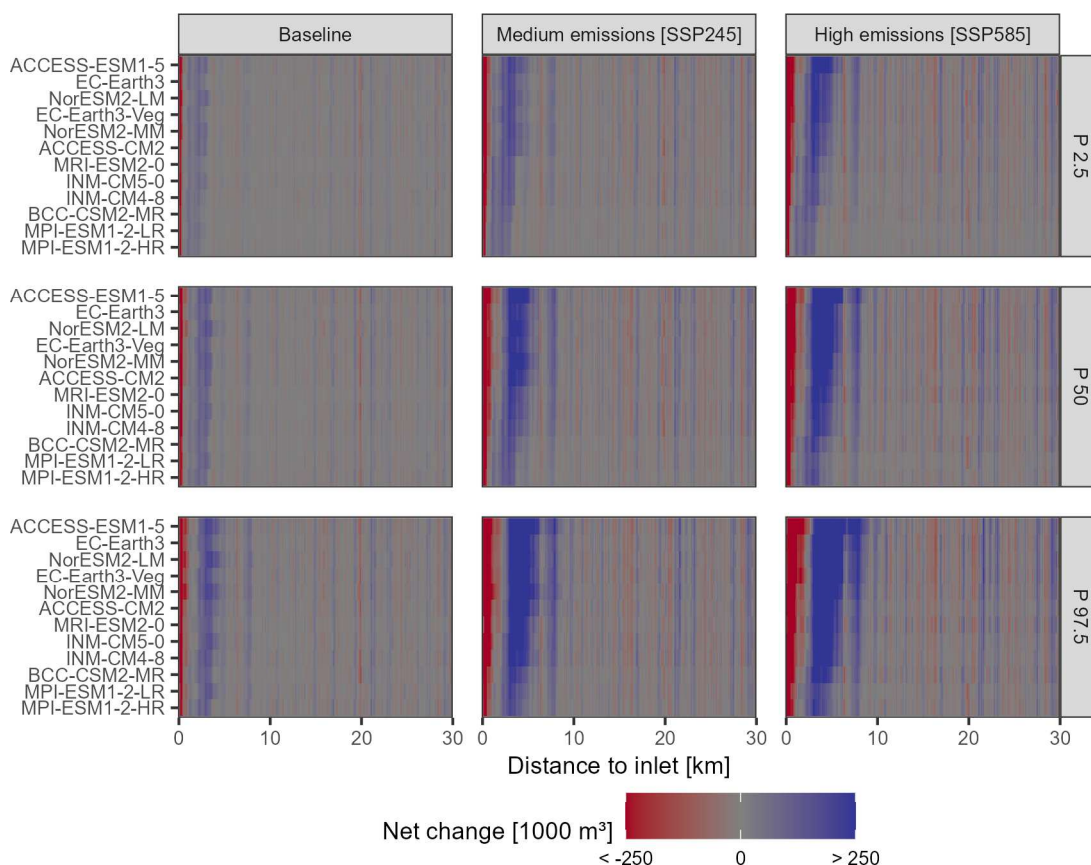 Baseline
Medium emissions [SSP245]
High emissions [SSP585]
ACCESS-ESM1-5
EC-Earth3
NorESM2-LM
EC-Earth3-Veg
NorESM2-MM
ACCESS-CM2
MRI-ESM2-0
INM-CM5-0
INM-CM4-8
BCC-CSM2-MR
MPI-ESM1-2-LR
MPI-ESM1-2-HR
P 2.5
ACCESS-ESM1-5
EC-Earth3
NorESM2-LM
EC-Earth3-Veg
NorESM2-MM
ACCESS-CM2
MRI-ESM2-0
INM-CM5-0
INM-CM4-8
BCC-CSM2-MR
MPI-ESM1-2-LR
MPI-ESM1-2-HR
P 50
ACCESS-ESM1-5
EC-Earth3
NorESM2-LM
EC-Earth3-Veg
NorESM2-MM
ACCESS-CM2
MRI-ESM2-0
INM-CM5-0
INM-CM4-8
BCC-CSM2-MR
MPI-ESM1-2-LR
MPI-ESM1-2-HR
P 97.5
0 10 20 30
0 10 20 30
0 10 20 30
Distance to inlet [km]
Net change [1000 m³]
< -250 0 > 250